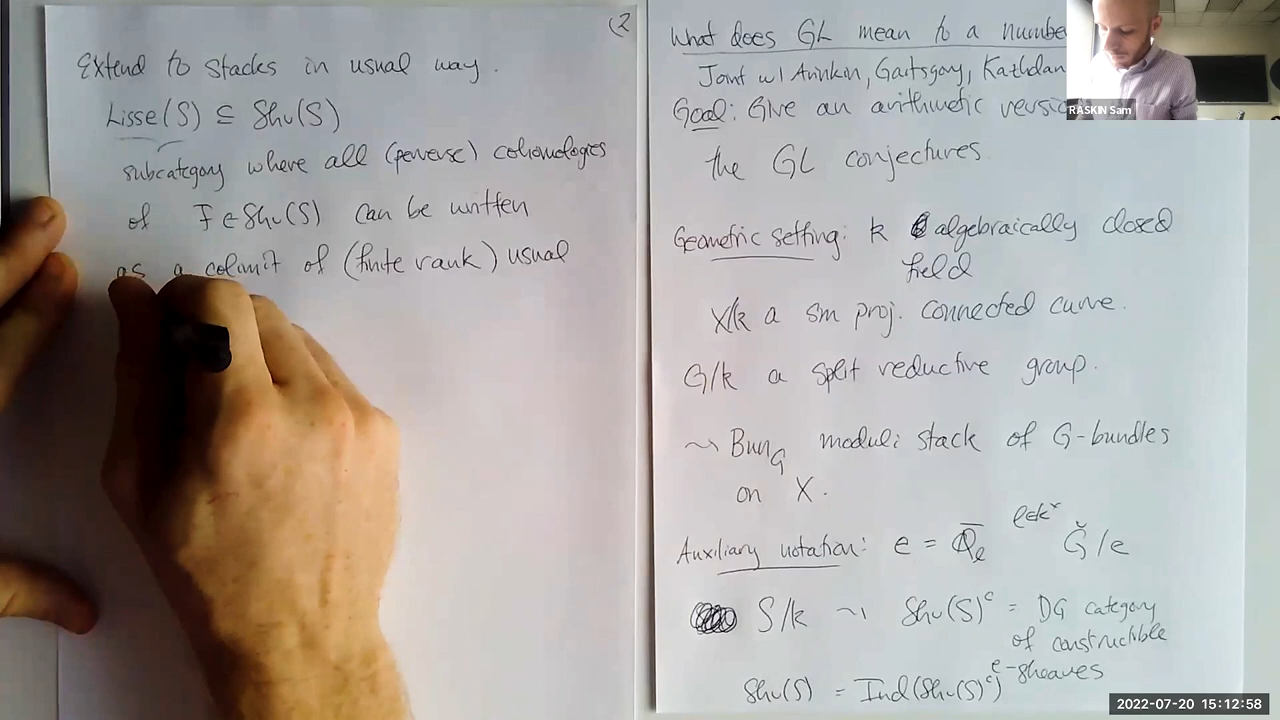 (2
Extend to stacks in usual way.
Lisse(S) ⊆ Shv(S)
subcategory where all (perverse) cohomologies
of F ∈ Shv(S) can be written
as a colimit of (finite rank) usual
What does GL mean to a numbe
Joint w/ Arinkin, Gaitsgory, Kazhdan
Goal: Give an arithmetic versio
the GL conjectures
Geometric setting: k algebraically closed
field
X/k a sm proj. connected curve.
G/k a split reductive group.
⇝ Bun_G moduli stack of G-bundles
on X.
Auxiliary notation: e = Q̄_ℓ ℓ∈k^× Ǧ/e
S/k ⇝ Shv(S)^c = DG category
of constructible
e-sheaves
Shv(S) = Ind(Shv(S)^c)
RASKIN Sam
2022-07-20 15:12:58